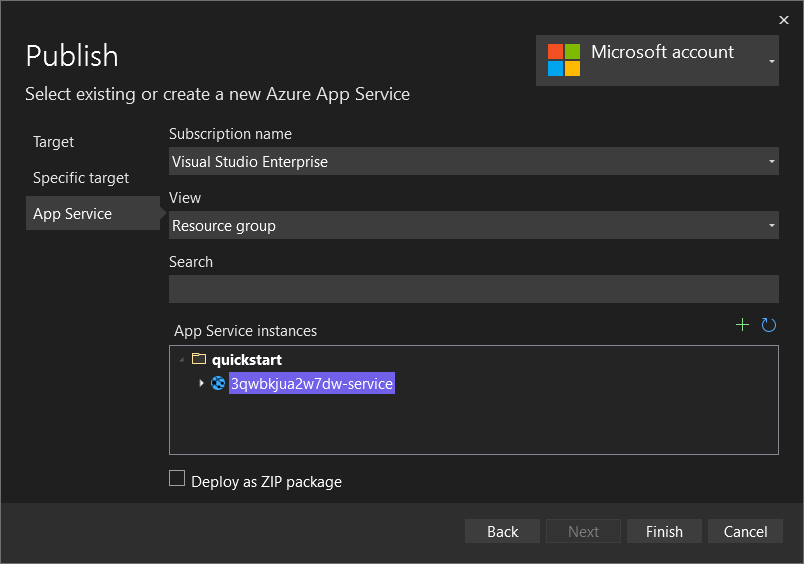 Publish
Microsoft account
Select existing or create a new Azure App Service
Target
Specific target
App Service
Subscription name
Visual Studio Enterprise
View
Resource group
Search
App Service instances
quickstart
3qwbkjua2w7dw-service
Deploy as ZIP package
Back
Next
Finish
Cancel